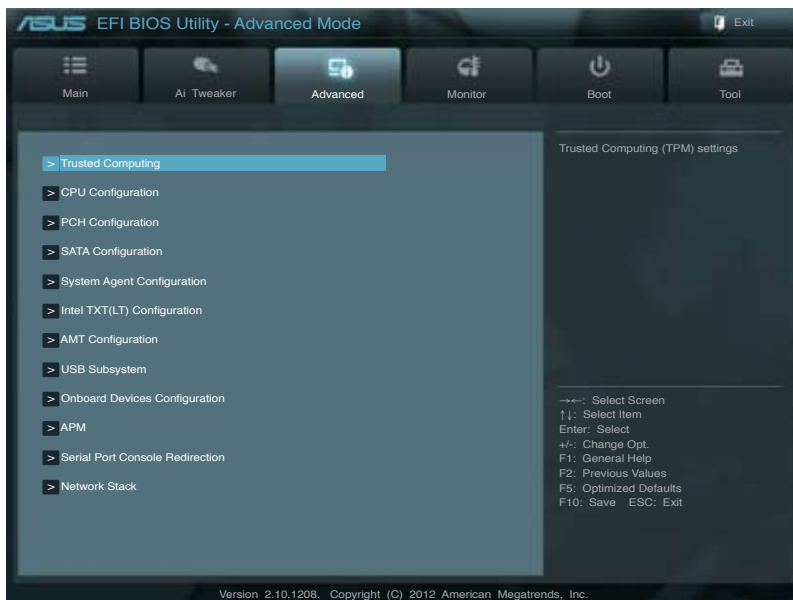 ASUS EFI BIOS Utility - Advanced Mode
Exit
Main
Ai Tweaker
Advanced
Monitor
Boot
Tool
> Trusted Computing
> CPU Configuration
> PCH Configuration
> SATA Configuration
> System Agent Configuration
> Intel TXT(LT) Configuration
> AMT Configuration
> USB Subsystem
> Onboard Devices Configuration
> APM
> Serial Port Console Redirection
> Network Stack
Trusted Computing (TPM) settings
→←: Select Screen
↑↓: Select Item
Enter: Select
+/-: Change Opt.
F1: General Help
F2: Previous Values
F5: Optimized Defaults
F10: Save ESC: Exit
Version 2.10.1208. Copyright (C) 2012 American Megatrends, Inc.